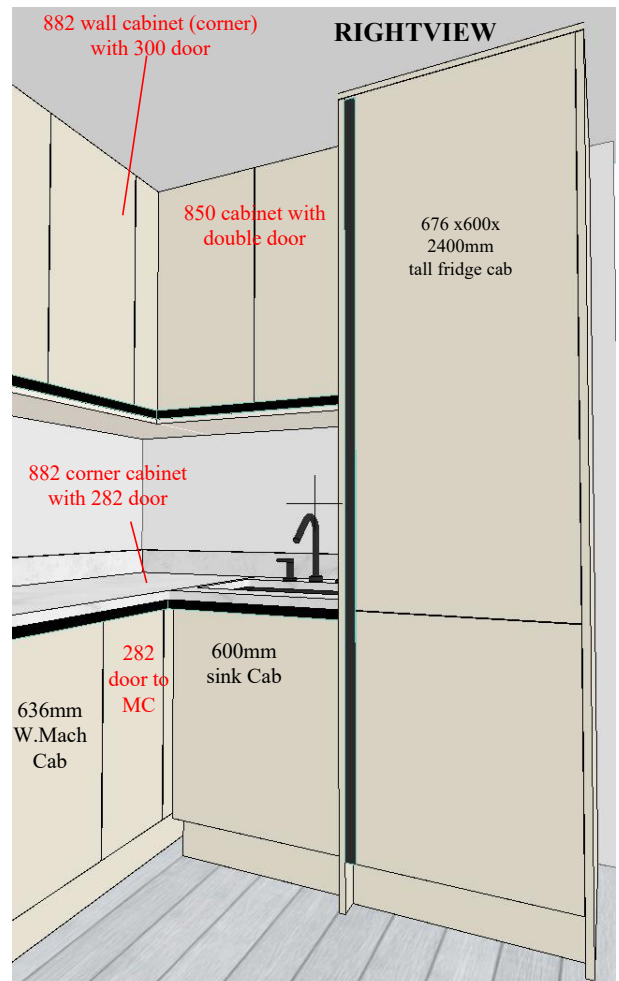 882 wall cabinet (corner)
with 300 door
RIGHTVIEW
850 cabinet with
double door
676 x600x
2400mm
tall fridge cab
882 corner cabinet
with 282 door
282
door to
MC
600mm
sink Cab
636mm
W.Mach
Cab